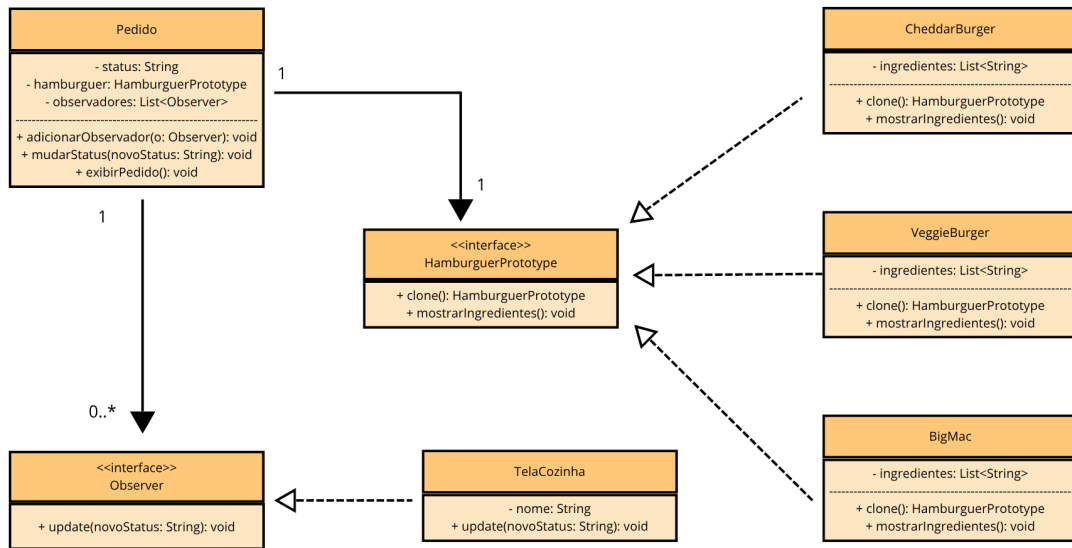 Pedido
- status: String
- hamburguer: HamburguerPrototype
- observadores: List<Observer>
+ adicionarObservador(o: Observer): void
+ mudarStatus(novoStatus: String): void
+ exibirPedido(): void
1
1
1
0..*
<<interface>>
HamburguerPrototype
+ clone(): HamburguerPrototype
+ mostrarIngredientes(): void
CheddarBurger
- ingredientes: List<String>
+ clone(): HamburguerPrototype
+ mostrarIngredientes(): void
VeggieBurger
- ingredientes: List<String>
+ clone(): HamburguerPrototype
+ mostrarIngredientes(): void
BigMac
- ingredientes: List<String>
+ clone(): HamburguerPrototype
+ mostrarIngredientes(): void
<<interface>>
Observer
+ update(novoStatus: String): void
TelaCozinha
- nome: String
+ update(novoStatus: String): void